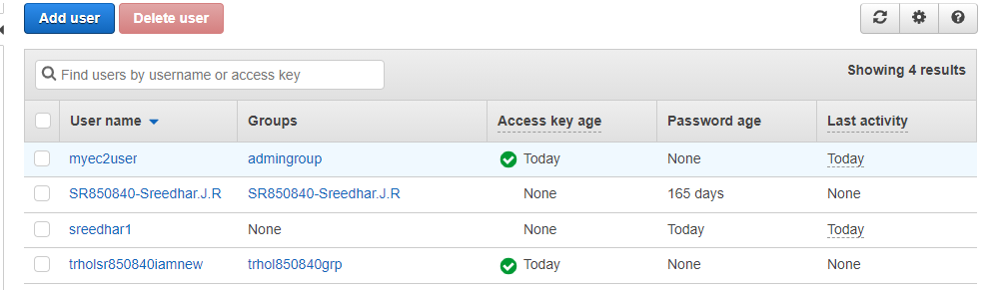 Add user Delete user
Find users by username or access key Showing 4 results
User name Groups Access key age Password age Last activity
myec2user admingroup Today None Today
SR850840-Sreedhar.J.R SR850840-Sreedhar.J.R None 165 days None
sreedhar1 None None Today Today
trholsr850840iamnew trhol850840grp Today None None